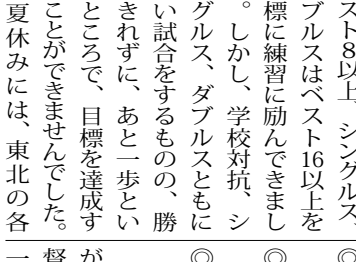 スト8以上、シングルス、
ブルスはベスト16以上を
標に練習に励んできまし
。しかし、学校対抗、シ
グルス、ダブルスともに
い試合をするものの、勝
きれずに、あと一歩とい
ところで、目標を達成す
ことができませんでした。
夏休みには、東北の各
◎
◎
◎
が
督
一